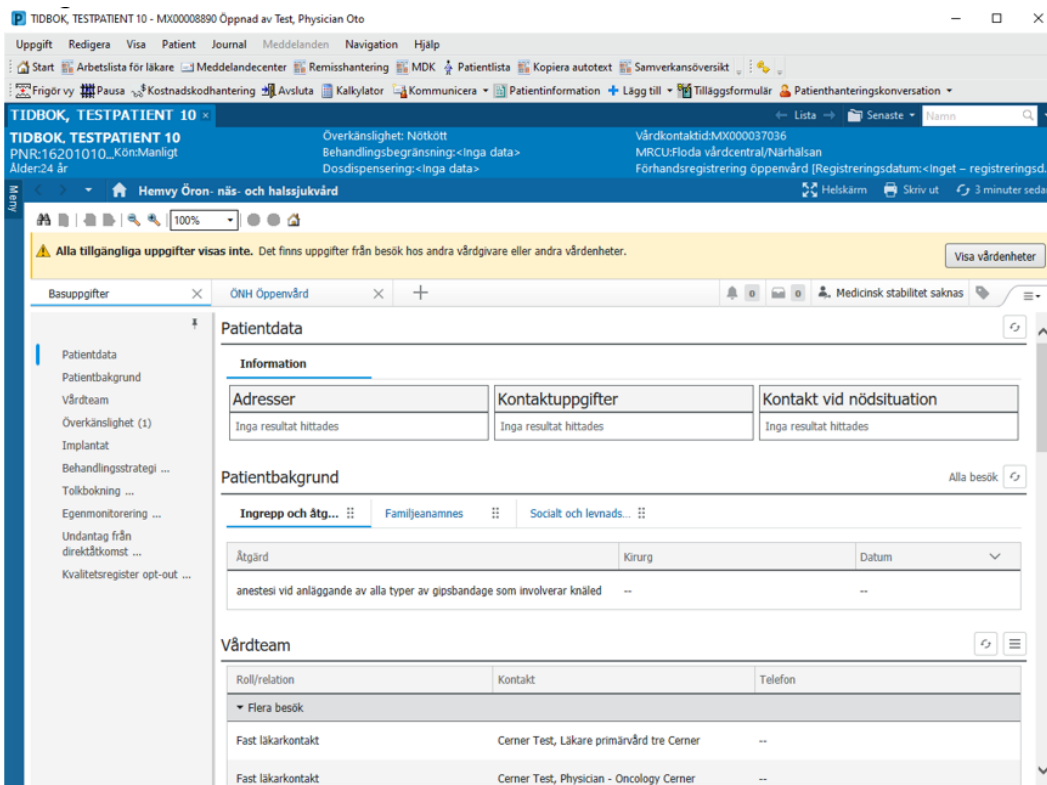 TIDBOK, TESTPATIENT 10 - MX00008890 Öppnad av Test, Physician Oto
Uppgift Redigera Visa Patient Journal Meddelanden Navigation Hjälp
Start Arbetslista för läkare Meddelandecenter Remisshantering MDK Patientlista Kopiera autotext Samverkansöversikt
Frigör vy Pausa Kostnadskodhantering Avsluta Kalkylator Kommunicera Patientinformation Lägg till Tilläggsformulär Patienthanteringskonversation
TIDBOK, TESTPATIENT 10 Lista Senaste Namn
TIDBOK, TESTPATIENT 10 Överkänslighet: Nötkött Vårdkontaktid:MX000037036
PNR:16201010... Kön:Manligt Behandlingsbegränsning:<Inga data> MRCU:Floda vårdcentral/Närhälsan
Ålder:24 år Dosdispensering:<Inga data> Förhandsregistrering öppenvård [Registreringsdatum:<Inget – registreringsd...
Meny
Hemvy Öron- näs- och halssjukvård Helskärm Skriv ut 3 minuter sedan
100%
Alla tillgängliga uppgifter visas inte. Det finns uppgifter från besök hos andra vårdgivare eller andra vårdenheter. Visa vårdenheter
Basuppgifter ÖNH Öppenvård 0 0 Medicinsk stabilitet saknas
Patientdata
Patientbakgrund
Vårdteam
Överkänslighet (1)
Implantat
Behandlingsstrategi ...
Tolkbokning ...
Egenmonitorering ...
Undantag från
direktåtkomst ...
Kvalitetsregister opt-out ...
Patientdata
Information
Adresser Kontaktuppgifter Kontakt vid nödsituation
Inga resultat hittades Inga resultat hittades Inga resultat hittades
Patientbakgrund Alla besök
Ingrepp och åtg... Familjeanamnes Socialt och levnads...
Åtgärd Kirurg Datum
anestesi vid anläggande av alla typer av gipsbandage som involverar knäled -- --
Vårdteam
Roll/relation Kontakt Telefon
Flera besök
Fast läkarkontakt Cerner Test, Läkare primärvård tre Cerner --
Fast läkarkontakt Cerner Test, Physician - Oncology Cerner --